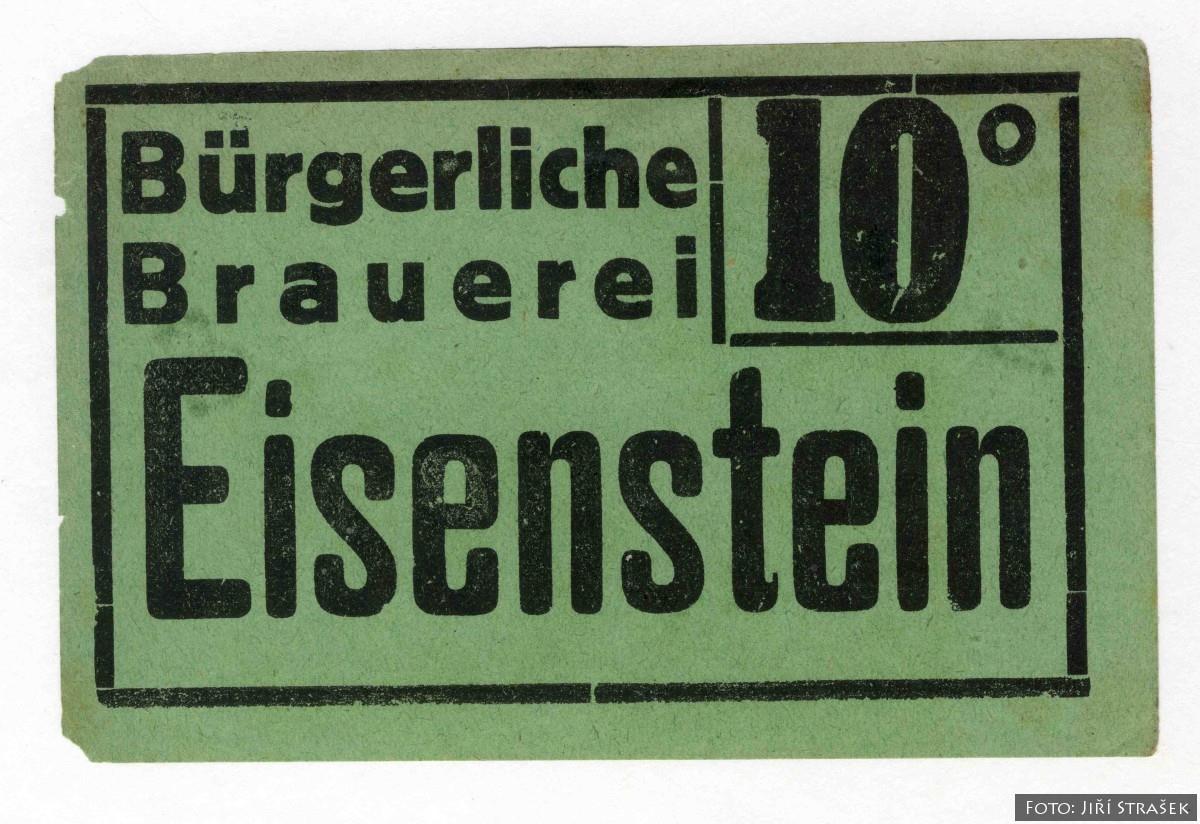 Bürgerliche
Brauerei
10°
Eisenstein
FOTO: JIŘÍ STRAŠEK